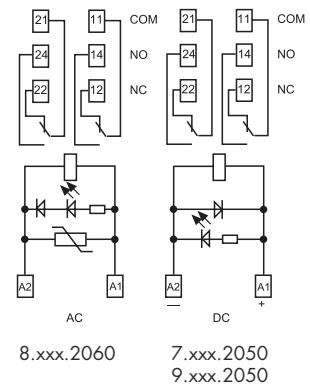 21 11 COM 21 11 COM
24 14 NO 24 14 NO
22 12 NC 22 12 NC
A2 A1 A2 A1
— +
AC DC
8.xxx.2060 7.xxx.2050
9.xxx.2050